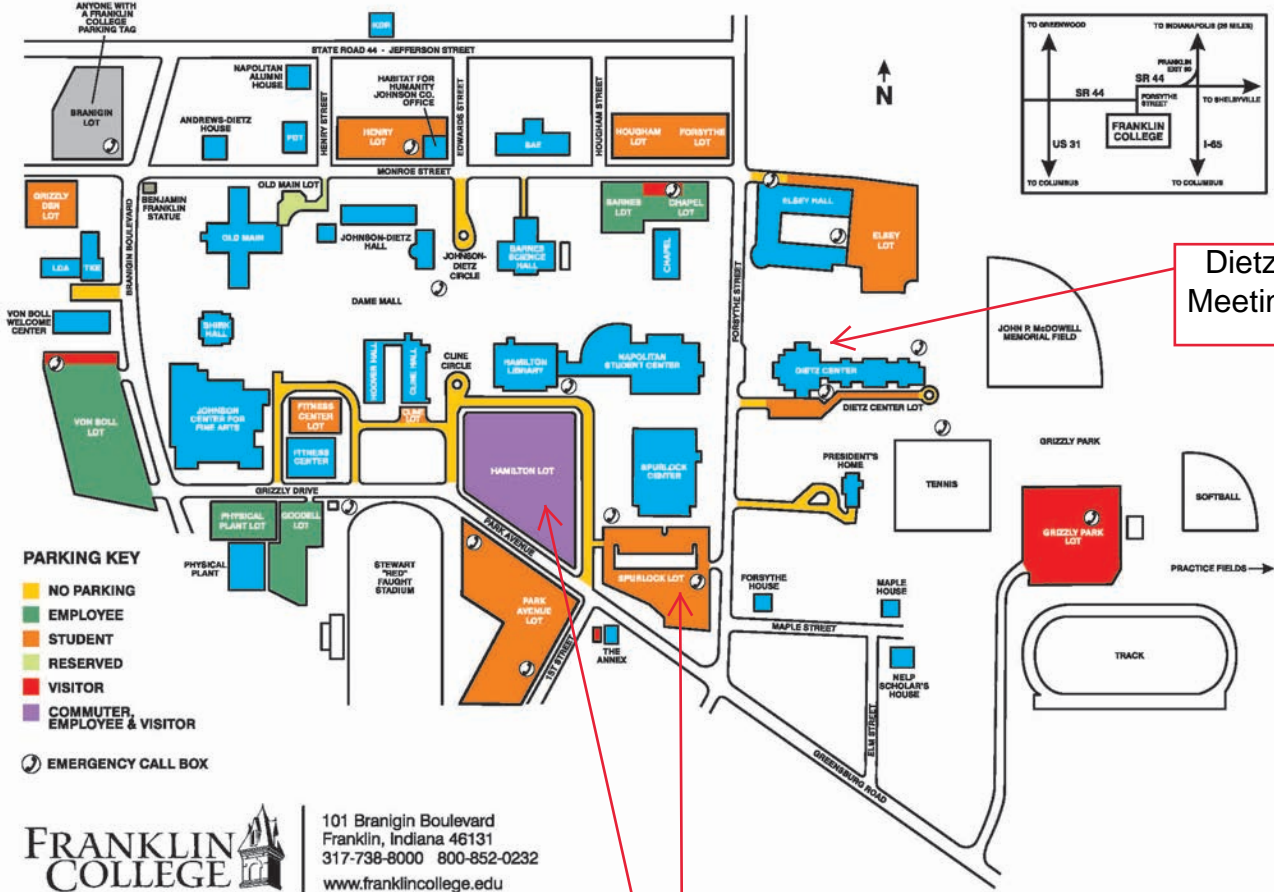 ANYONE WITH
A FRANKLIN
COLLEGE
PARKING TAG
KDR
STATE ROAD 44 - JEFFERSON STREET
NAPOLITAN
ALUMNI
HOUSE
HABITAT FOR
HUMANITY
JOHNSON CO.
OFFICE
BRANIGIN
LOT
ANDREWS-DIETZ
HOUSE
PDT
HENRY STREET
HENRY
LOT
EDWARDS STREET
SAE
HOUGHAM STREET
HOUGHAM
LOT
FORSYTHE
LOT
MONROE STREET
N
TO GREENWOOD
TO INDIANAPOLIS (26 MILES)
FRANKLIN
EXIT 90
SR 44
SR 44
FORSYTHE
STREET
TO SHELBYVILLE
FRANKLIN
COLLEGE
US 31
I-65
TO COLUMBUS
TO COLUMBUS
GRIZZLY
DEN
LOT
BENJAMIN
FRANKLIN
STATUE
OLD MAIN LOT
OLD MAIN
JOHNSON-DIETZ
HALL
JOHNSON-
DIETZ
CIRCLE
BARNES
SCIENCE
HALL
BARNES
LOT
CHAPEL
LOT
CHAPEL
ELSEY HALL
ELSEY
LOT
BRANIGIN BOULEVARD
LCA
TKE
FORSYTHE STREET
VON BOLL
WELCOME
CENTER
DAME MALL
SHIRK
HALL
Dietz
Meetin
JOHN P. McDOWELL
MEMORIAL FIELD
HOOVER HALL
CLINE HALL
CLINE
CIRCLE
HAMILTON
LIBRARY
NAPOLITAN
STUDENT CENTER
DIETZ CENTER
DIETZ CENTER LOT
VON BOLL
LOT
JOHNSON
CENTER FOR
FINE ARTS
FITNESS
CENTER
LOT
CLINE
LOT
FITNESS
CENTER
HAMILTON LOT
SPURLOCK
CENTER
PRESIDENT'S
HOME
TENNIS
GRIZZLY PARK
SOFTBALL
GRIZZLY PARK
LOT
GRIZZLY DRIVE
PHYSICAL
PLANT LOT
GOODELL
LOT
PARK AVENUE
PHYSICAL
PLANT
STEWART
"RED"
FAUGHT
STADIUM
PARK
AVENUE
LOT
SPURLOCK LOT
FORSYTHE
HOUSE
MAPLE
HOUSE
PRACTICE FIELDS
MAPLE STREET
1ST STREET
THE
ANNEX
NELP
SCHOLAR'S
HOUSE
TRACK
ELM STREET
GREENSBURG ROAD
PARKING KEY
NO PARKING
EMPLOYEE
STUDENT
RESERVED
VISITOR
COMMUTER,
EMPLOYEE & VISITOR
EMERGENCY CALL BOX
FRANKLIN
COLLEGE
101 Branigin Boulevard
Franklin, Indiana 46131
317-738-8000 800-852-0232
www.franklincollege.edu